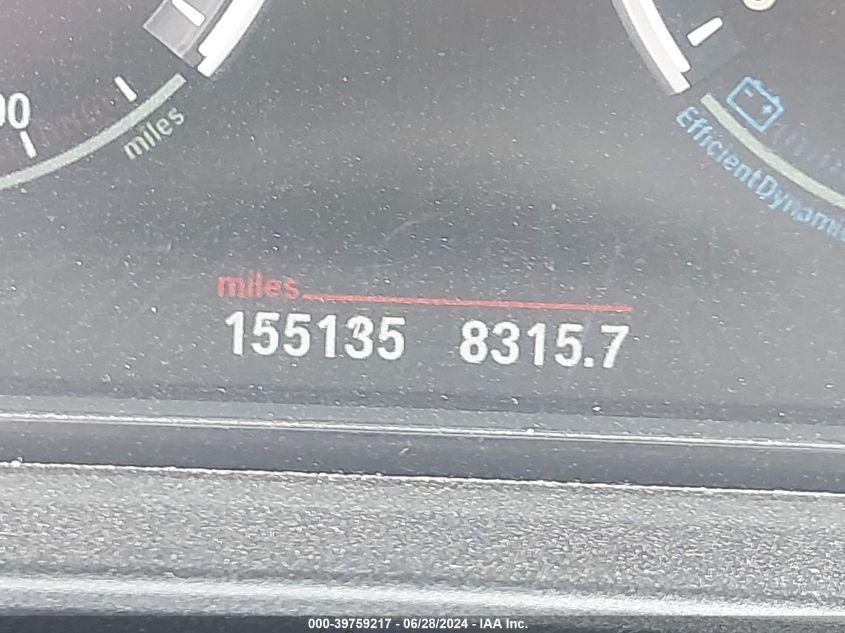 00
miles
EfficientDynamic
miles
155135 8315.7
000-39759217 - 06/28/2024 - IAA Inc.